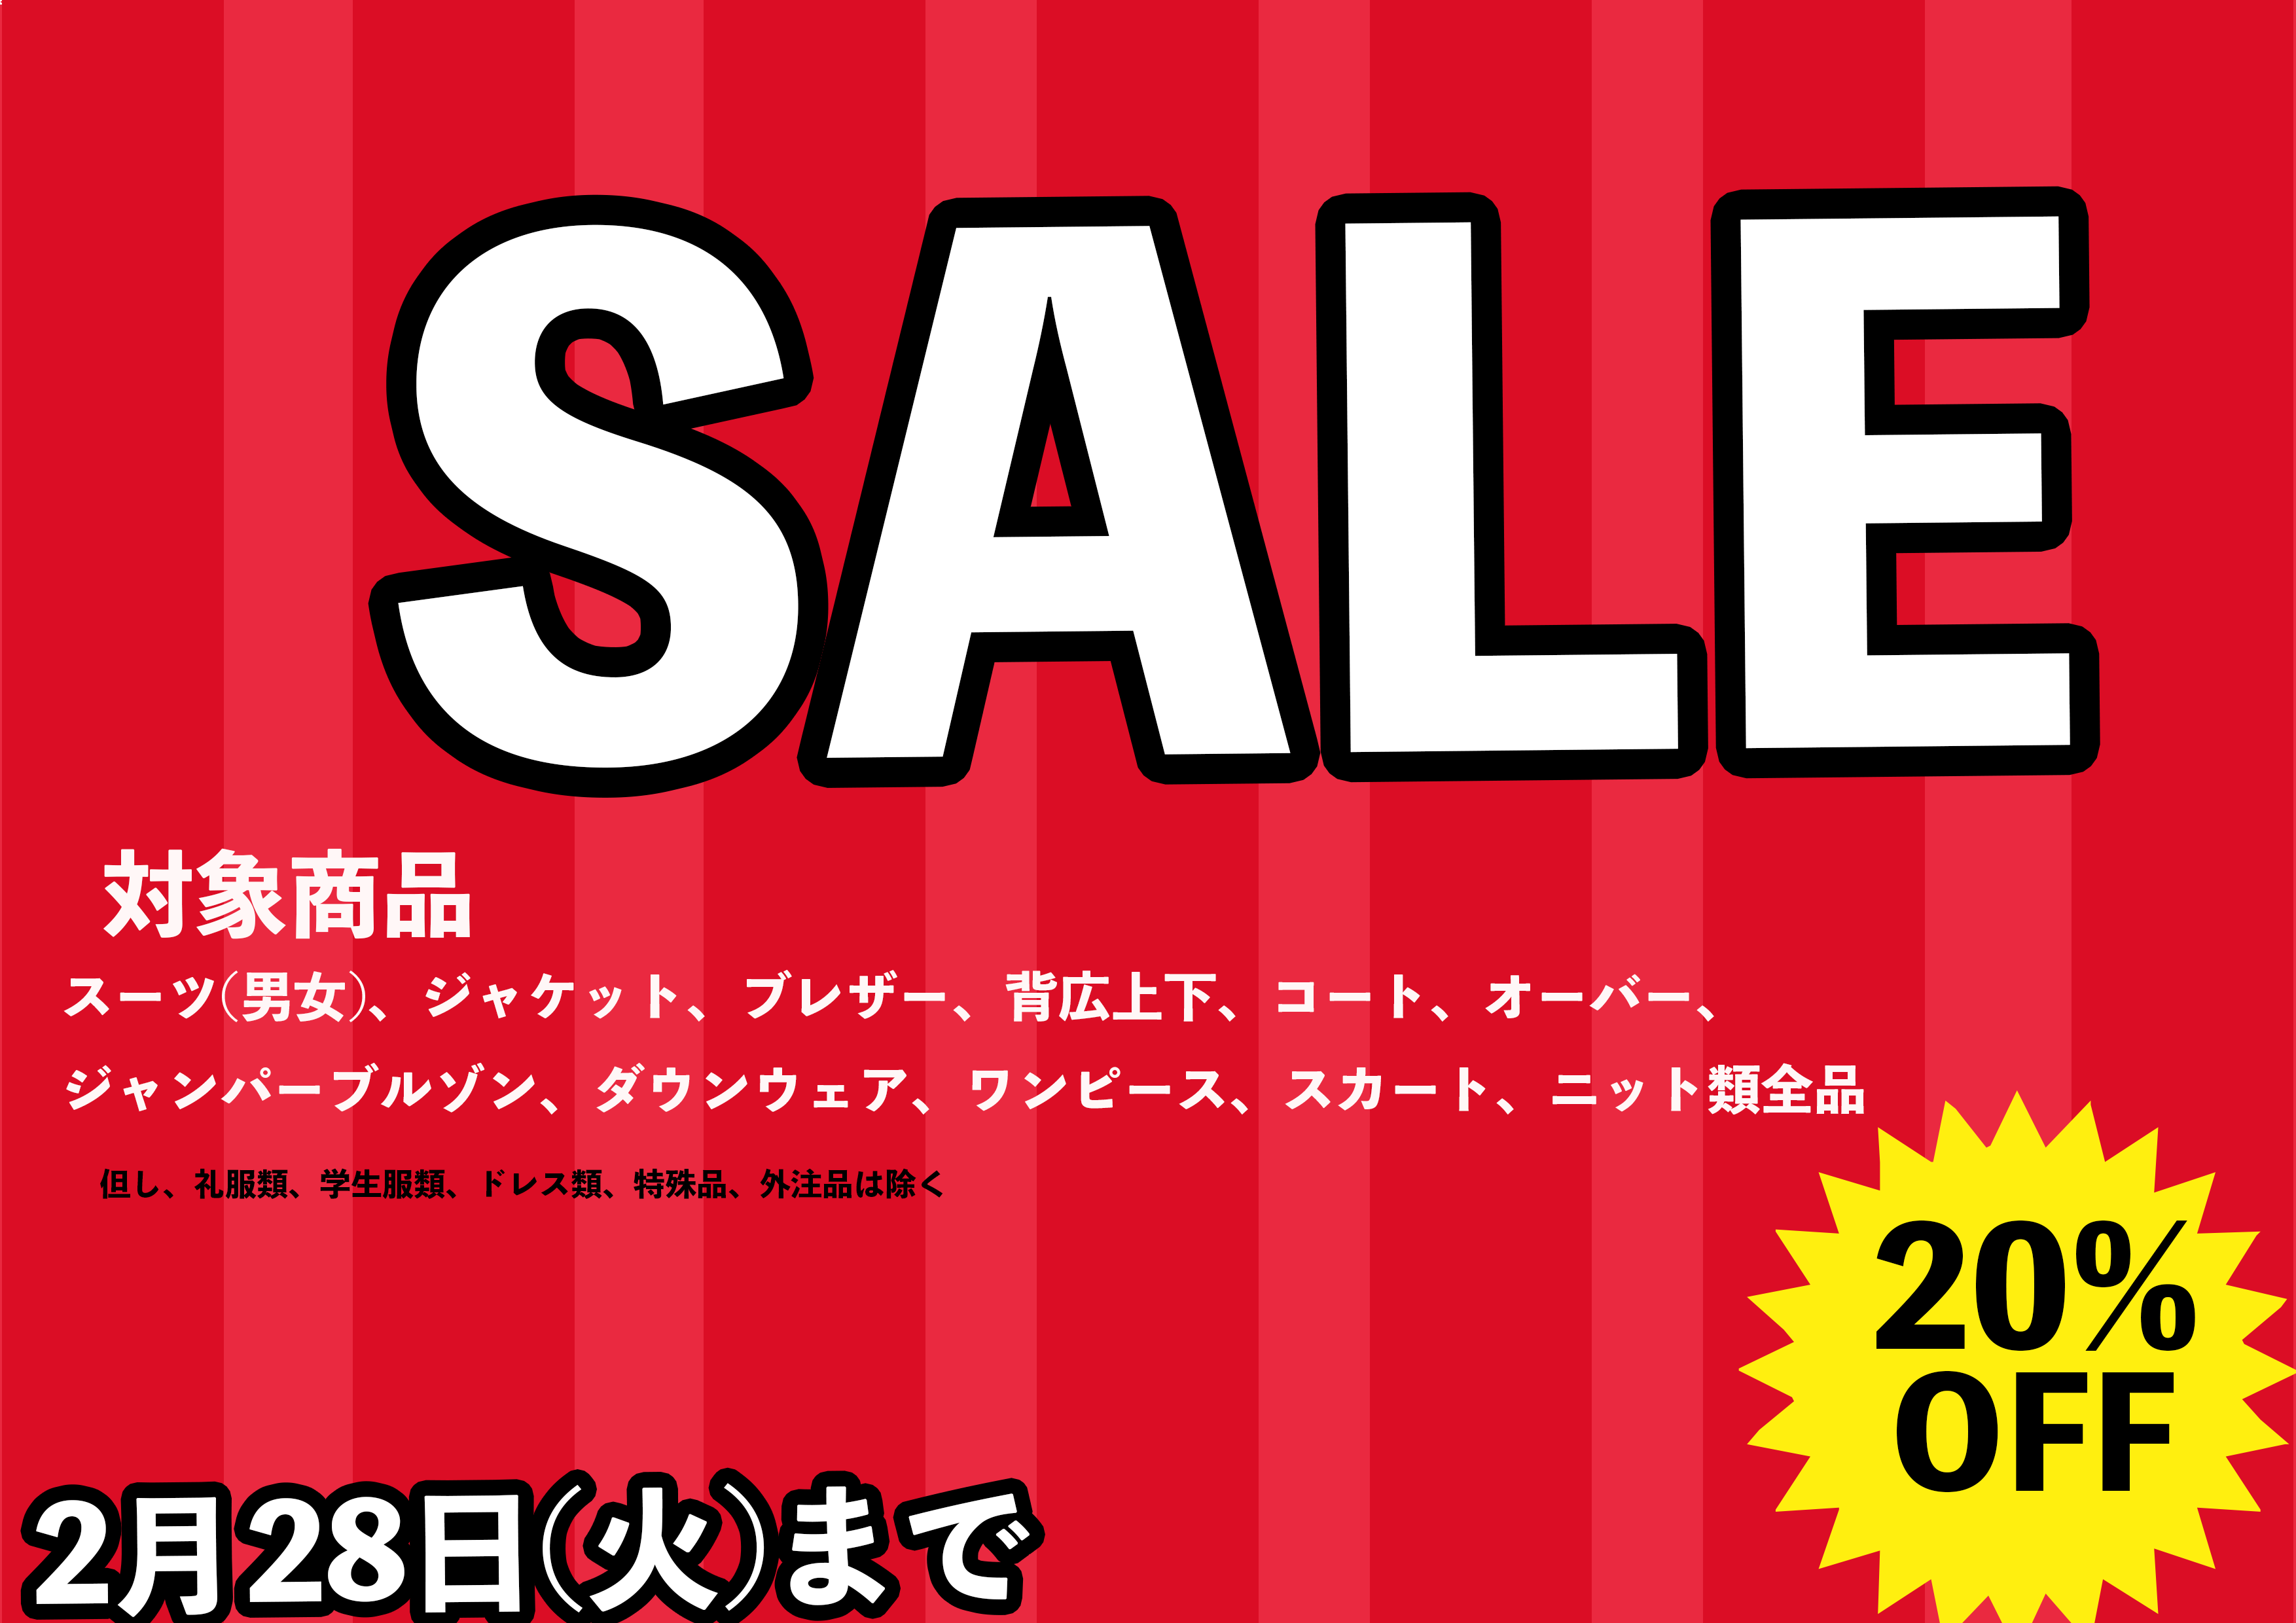 SALE
対象商品
スーツ(男女)、ジャケット、ブレザー、背広上下、コート、オーバー、
ジャンパーブルゾン、ダウンウェア、ワンピース、スカート、ニット類全品
但し、礼服類、学生服類、ドレス類、特殊品、外注品は除く
20%
OFF
2月28日(火)まで